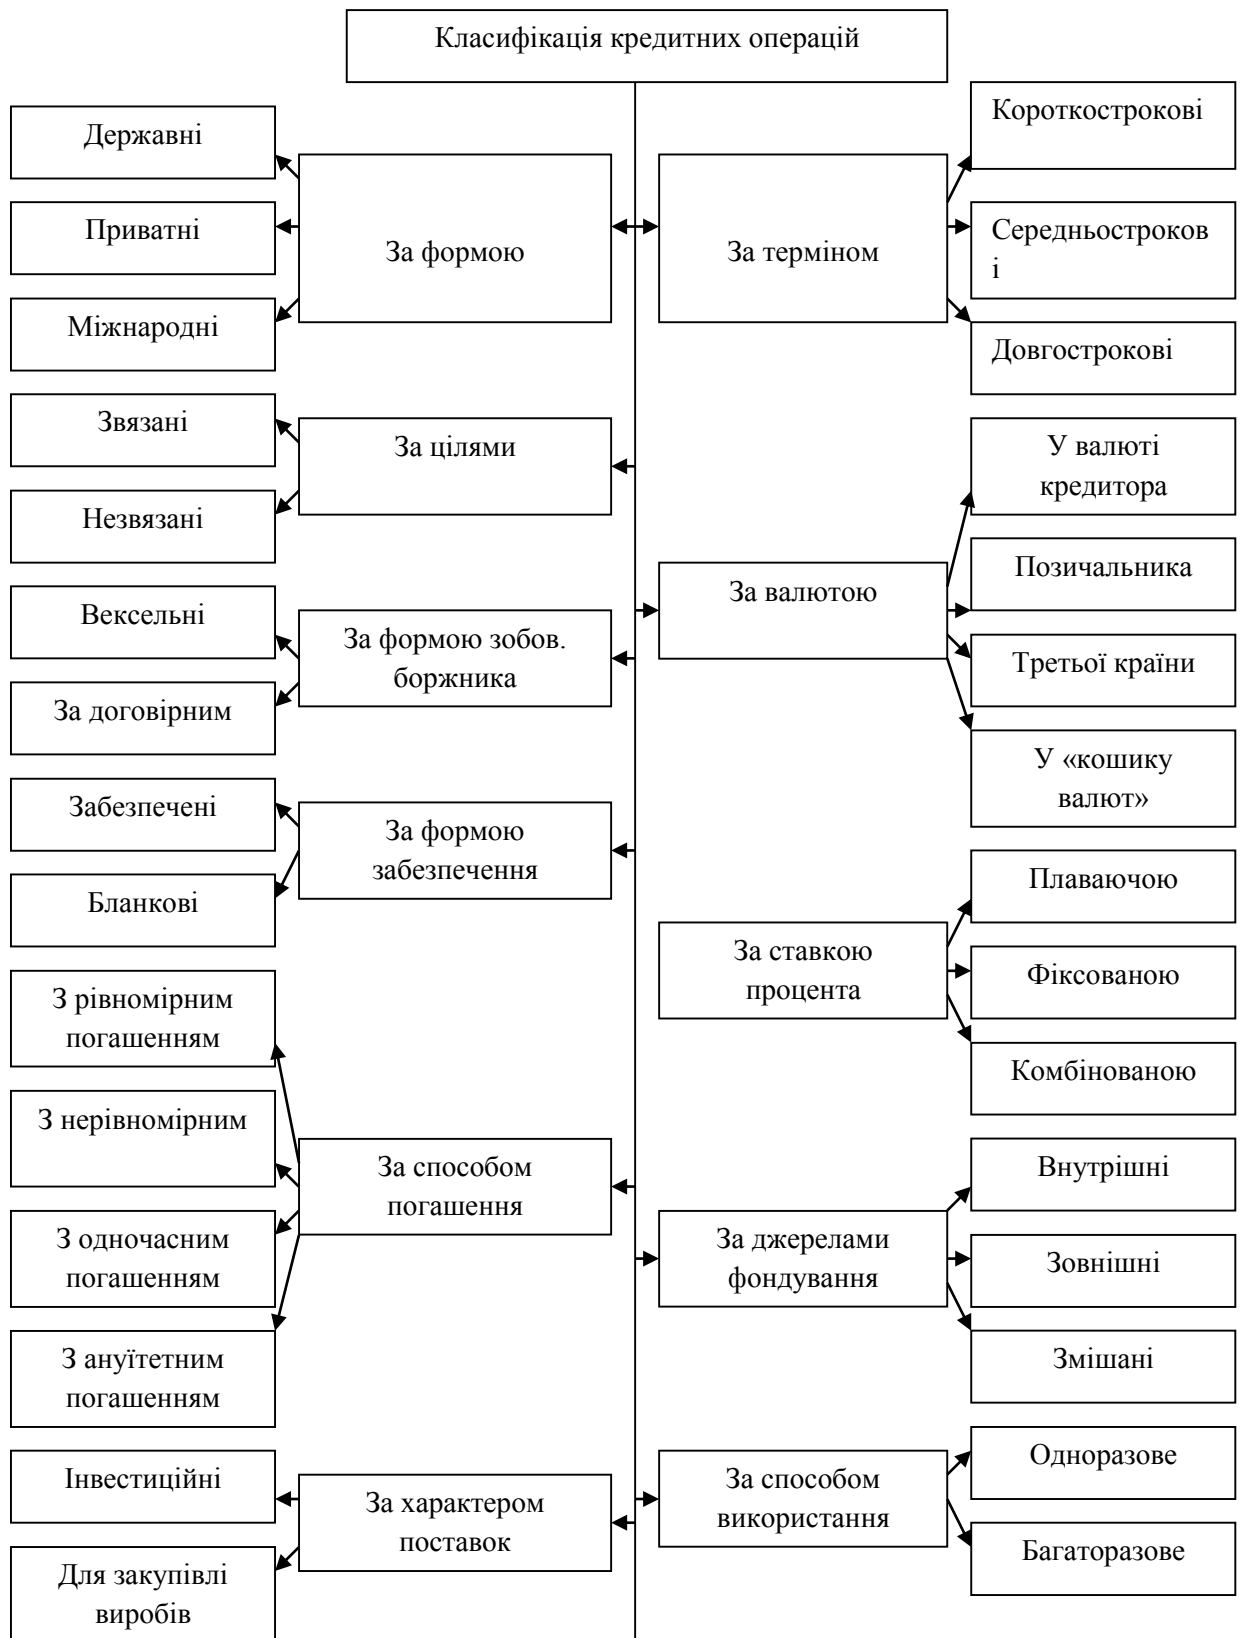 Класифікація кредитних операцій
Державні
Приватні
Міжнародні
За формою
За терміном
Короткострокові
Середньостроков
і
Довгострокові
Звязані
Незвязані
За цілями
У валюті
кредитора
Позичальника
Третьої країни
У «кошику
валют»
За валютою
Вексельні
За договірним
За формою зобов.
боржника
Забезпечені
Бланкові
За формою
забезпечення
Плаваючою
Фіксованою
Комбінованою
За ставкою
процента
З рівномірним
погашенням
З нерівномірним
З одночасним
погашенням
З ануїтетним
погашенням
За способом
погашення
Внутрішні
Зовнішні
Змішані
За джерелами
фондування
Інвестиційні
Для закупівлі
виробів
За характером
поставок
За способом
використання
Одноразове
Багаторазове